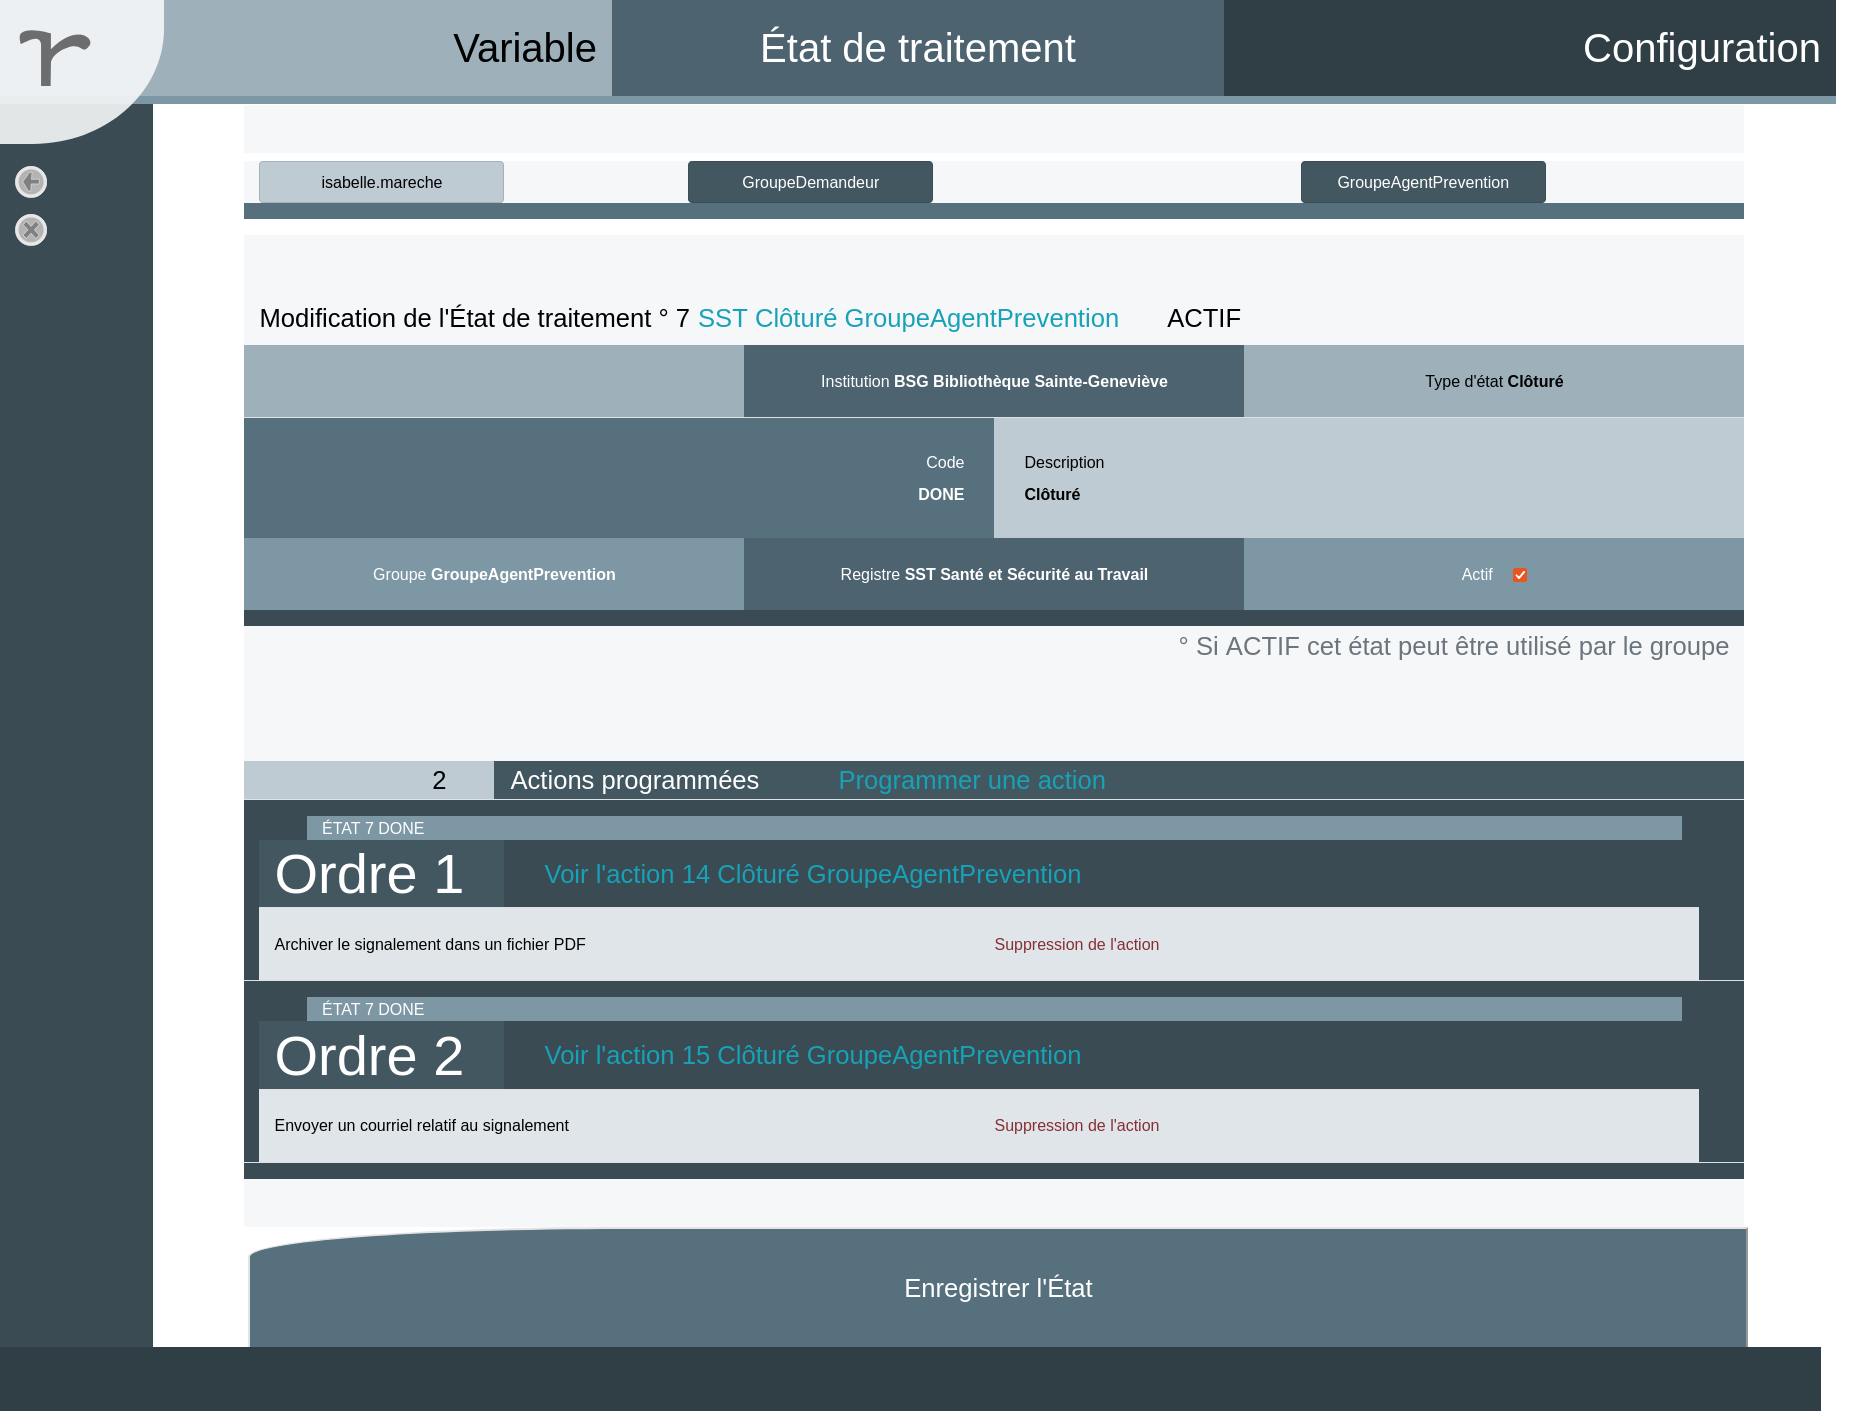 r
Variable
État de traitement
Configuration
isabelle.mareche
GroupeDemandeur
GroupeAgentPrevention
Modification de l'État de traitement ° 7 SST Clôturé GroupeAgentPrevention ACTIF
Institution BSG Bibliothèque Sainte-Geneviève
Type d'état Clôturé
Code
DONE
Description
Clôturé
Groupe GroupeAgentPrevention
Registre SST Santé et Sécurité au Travail
Actif
° Si ACTIF cet état peut être utilisé par le groupe
2 Actions programmées Programmer une action
ÉTAT 7 DONE
Ordre 1 Voir l'action 14 Clôturé GroupeAgentPrevention
Archiver le signalement dans un fichier PDF Suppression de l'action
ÉTAT 7 DONE
Ordre 2 Voir l'action 15 Clôturé GroupeAgentPrevention
Envoyer un courriel relatif au signalement Suppression de l'action
Enregistrer l'État